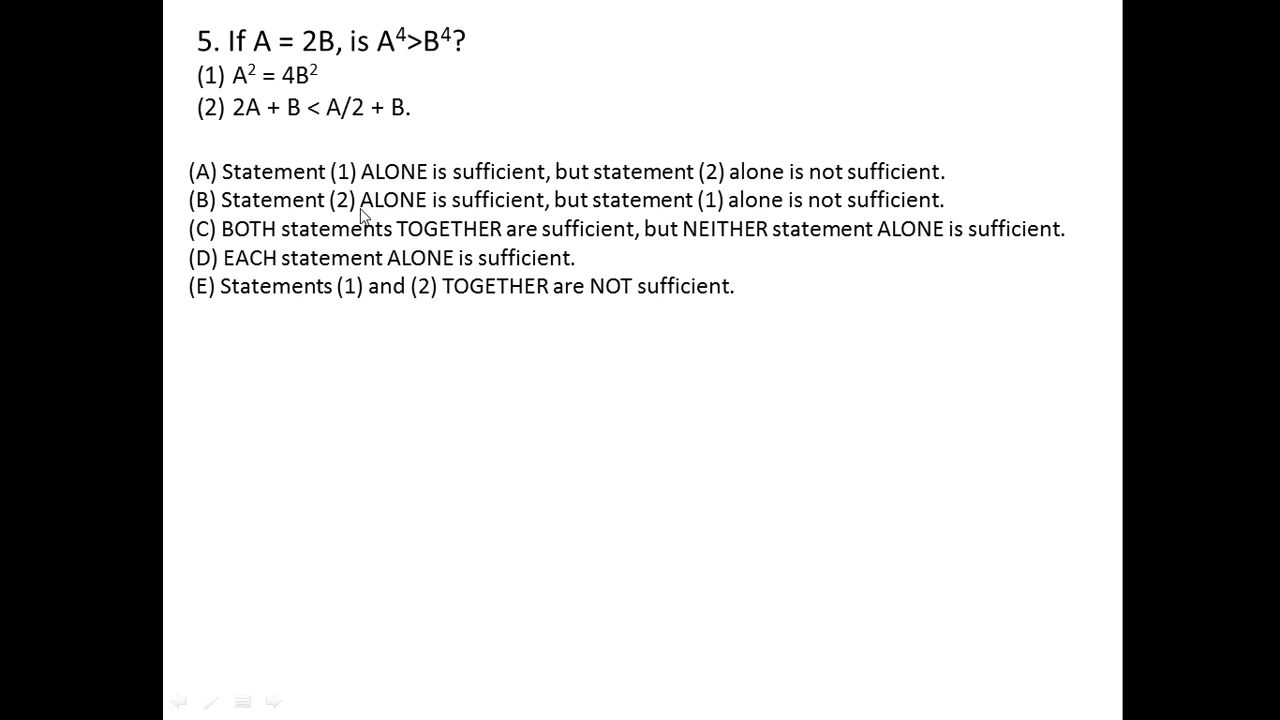 5. If A = 2B, is A⁴>B⁴?
(1) A² = 4B²
(2) 2A + B < A/2 + B.
(A) Statement (1) ALONE is sufficient, but statement (2) alone is not sufficient.
(B) Statement (2) ALONE is sufficient, but statement (1) alone is not sufficient.
(C) BOTH statements TOGETHER are sufficient, but NEITHER statement ALONE is sufficient.
(D) EACH statement ALONE is sufficient.
(E) Statements (1) and (2) TOGETHER are NOT sufficient.